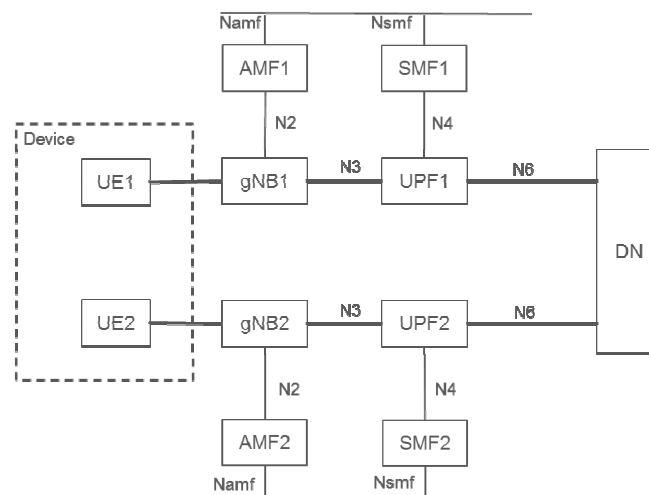 Namf Nsmf
AMF1 SMF1
N2 N4
Device
UE1 gNB1 N3 UPF1 N6
DN
UE2 gNB2 N3 UPF2 N6
N2 N4
AMF2 SMF2
Namf Nsmf